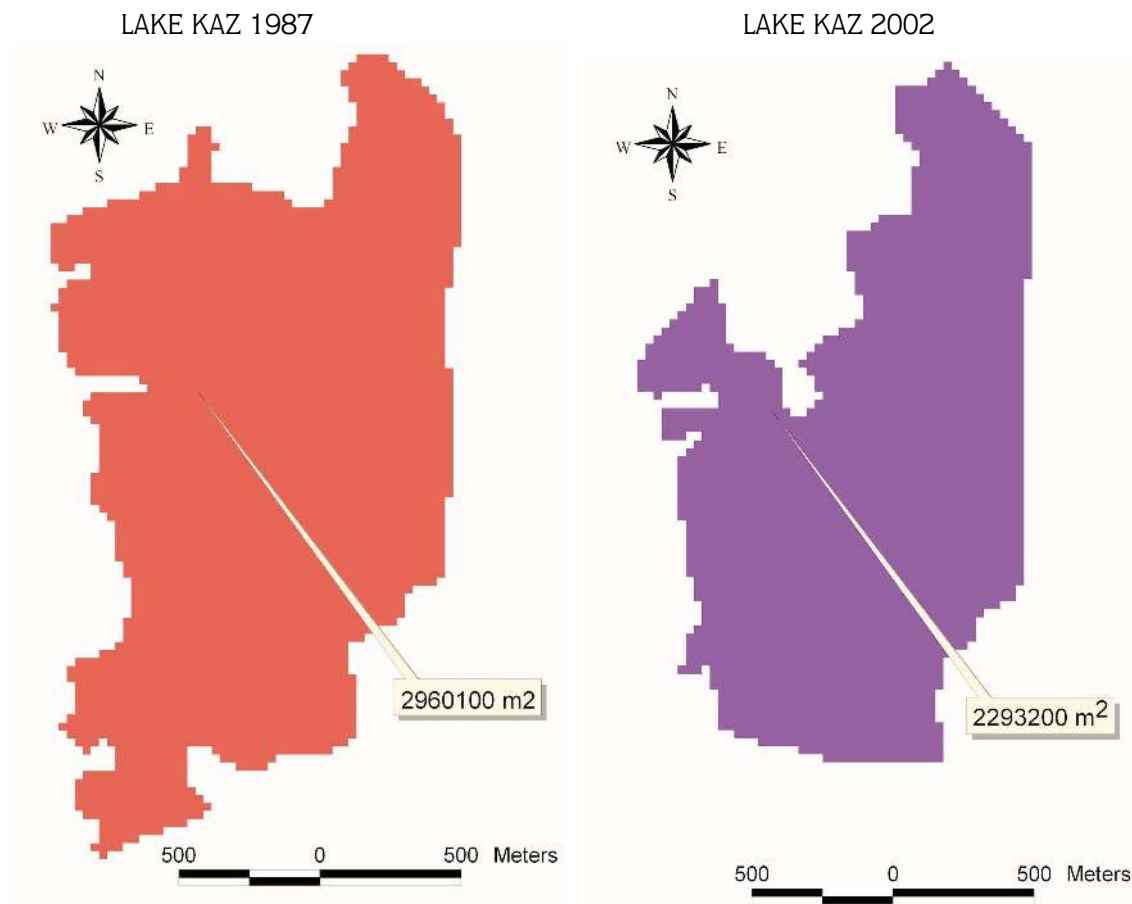 LAKE KAZ 1987
N
W E
S
2960100 m2
500 0 500 Meters
LAKE KAZ 2002
N
W E
S
2293200 m²
500 0 500 Meters